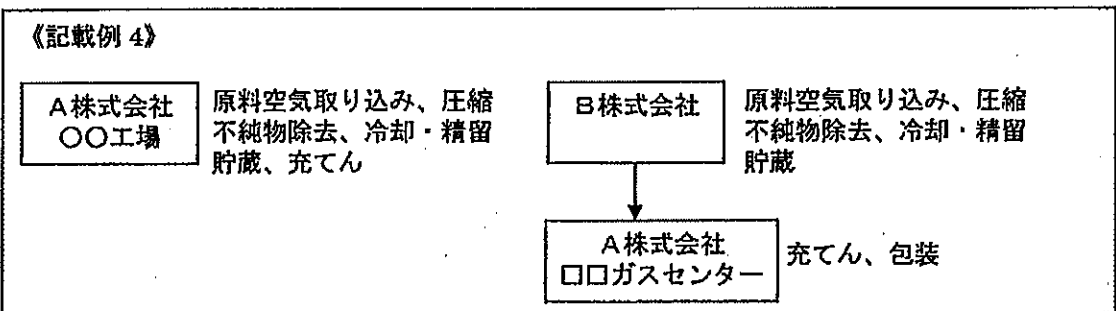 《記載例 4》
A株式会社
〇〇工場
原料空気取り込み、圧縮
不純物除去、冷却・精留
貯蔵、充てん
B株式会社
原料空気取り込み、圧縮
不純物除去、冷却・精留
貯蔵
A株式会社
□□ガスセンター
充てん、包装